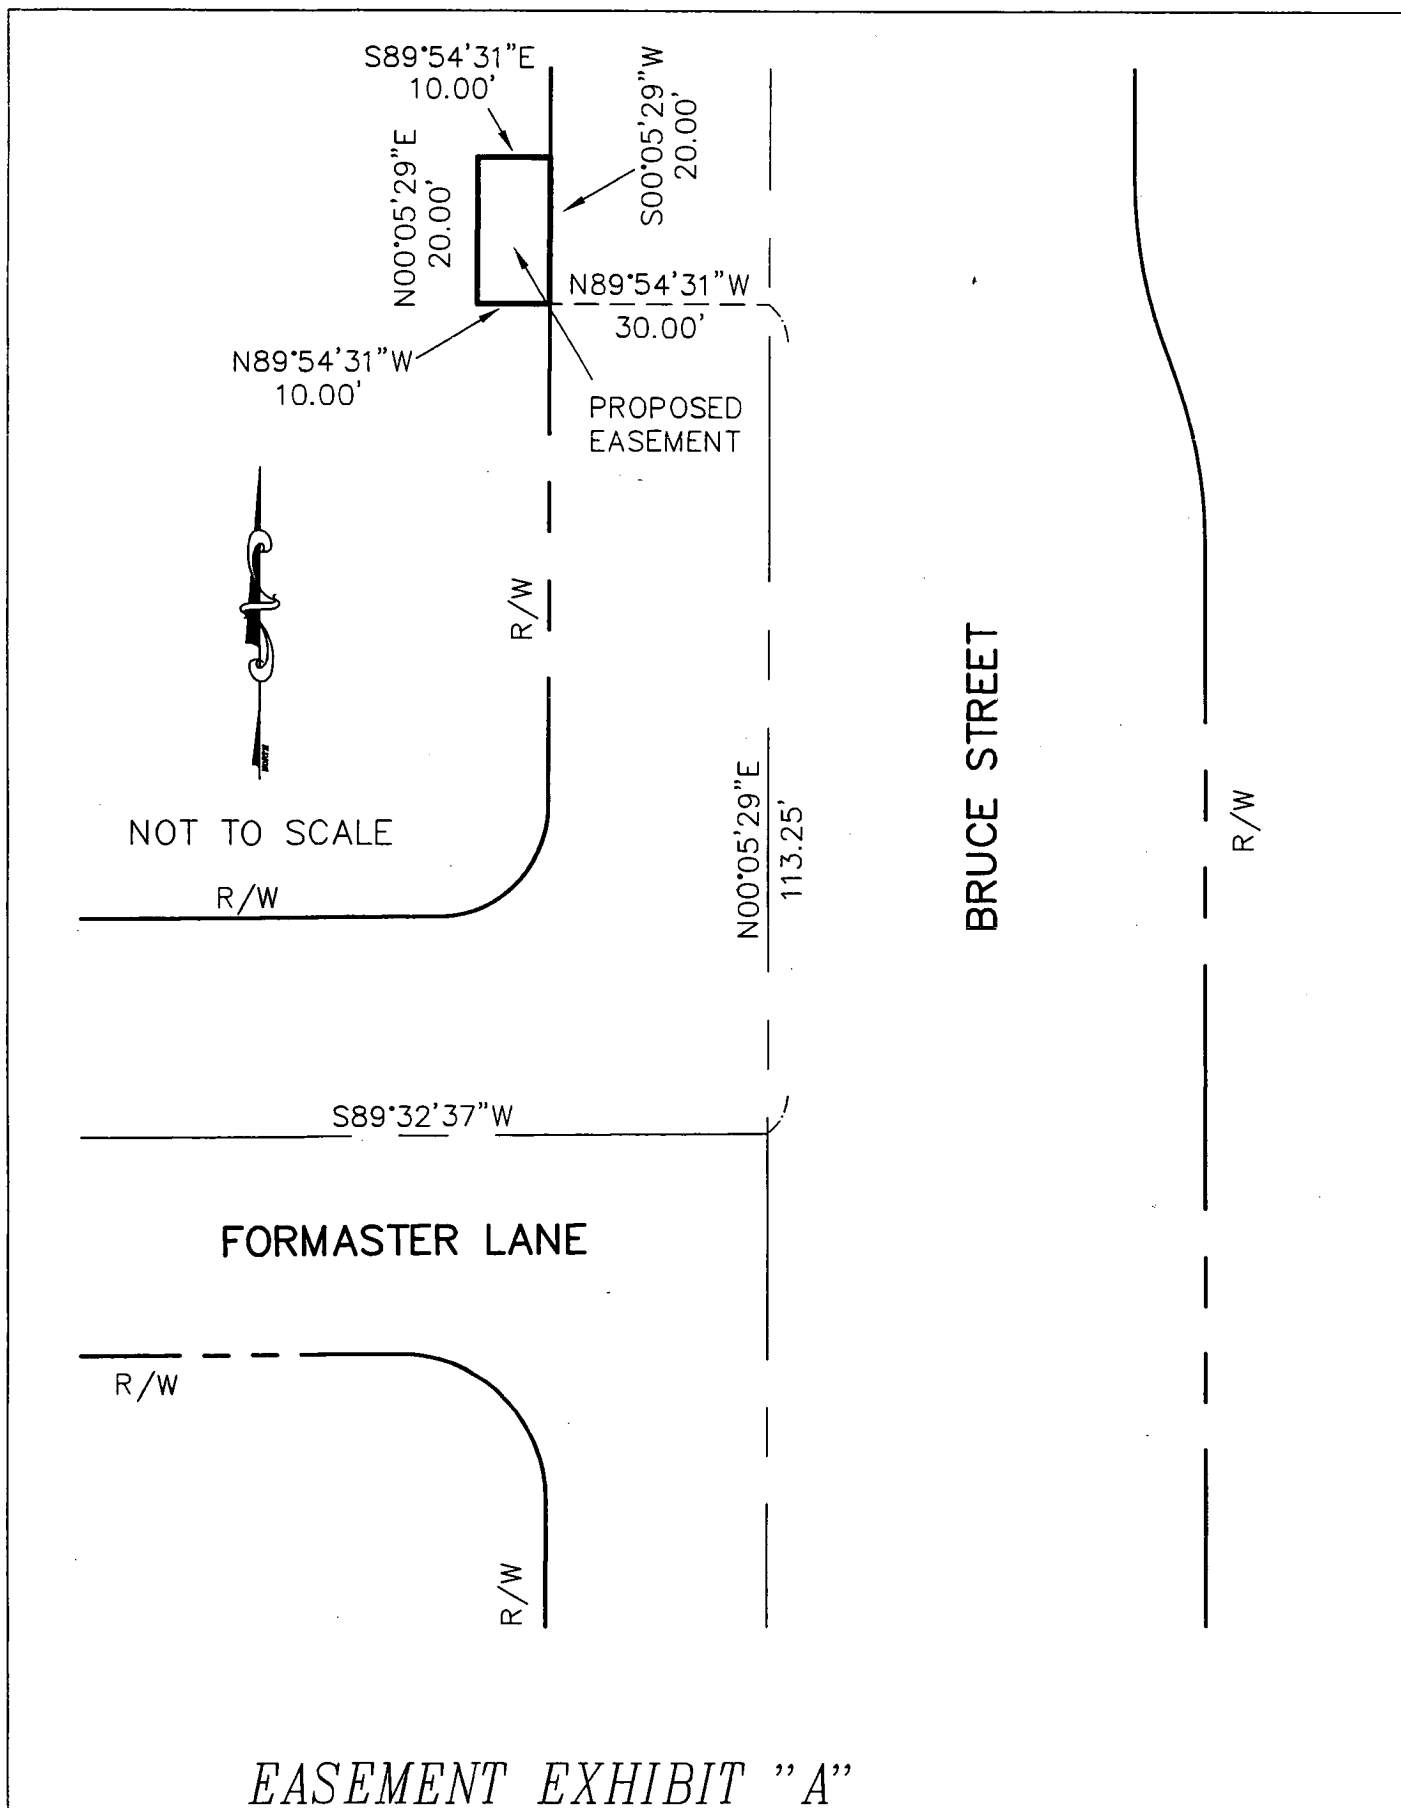 S89°54'31"E
10.00'
S00°05'29"W
20.00'
N00°05'29"E
20.00'
N89°54'31"W
30.00'
N89°54'31"W
10.00'
PROPOSED
EASEMENT
R/W
NORTH
NOT TO SCALE
R/W
BRUCE STREET
N00°05'29"E
113.25'
R/W
S89°32'37"W
FORMASTER LANE
R/W
R/W
EASEMENT EXHIBIT "A"